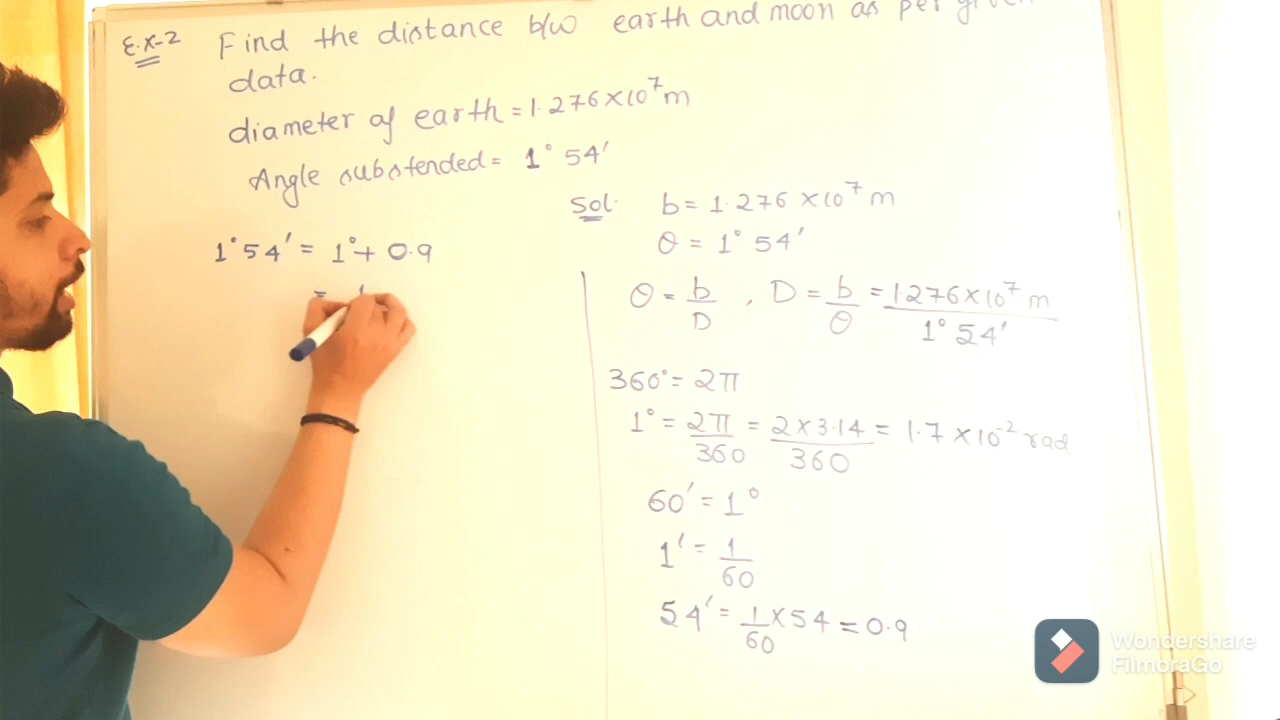 E.X-2 Find the distance b/w earth and moon as per given
data.
diameter of earth = 1.276×10⁷m
Angle substended = 1° 54′
Sol. b = 1.276 ×10⁷ m
θ = 1° 54′
1°54′ = 1°+ 0.9
=
θ = b/D , D = b/θ = 1.276×10⁷ m / 1° 54′
360° = 2π
1° = 2π/360 = 2×3.14/360 = 1.7 ×10⁻² rad
60′ = 1°
1′ = 1/60
54′ = 1/60 × 54 = 0.9
Wondershare
FilmoraGo